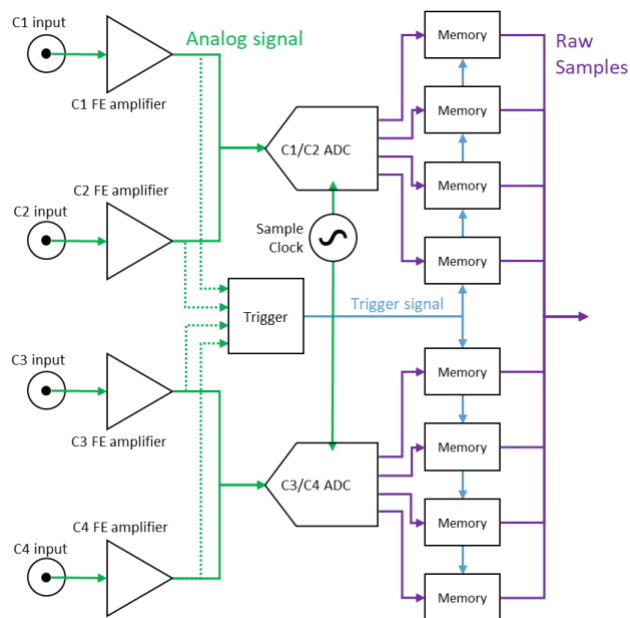 C1 input
Analog signal
C1 FE amplifier
C2 FE amplifier
C2 input
C1/C2 ADC
Sample
Clock
Memory
Memory
Memory
Memory
Raw
Samples
Trigger
Trigger signal
C3 input
C3 FE amplifier
C4 FE amplifier
C4 input
C3/C4 ADC
Memory
Memory
Memory
Memory